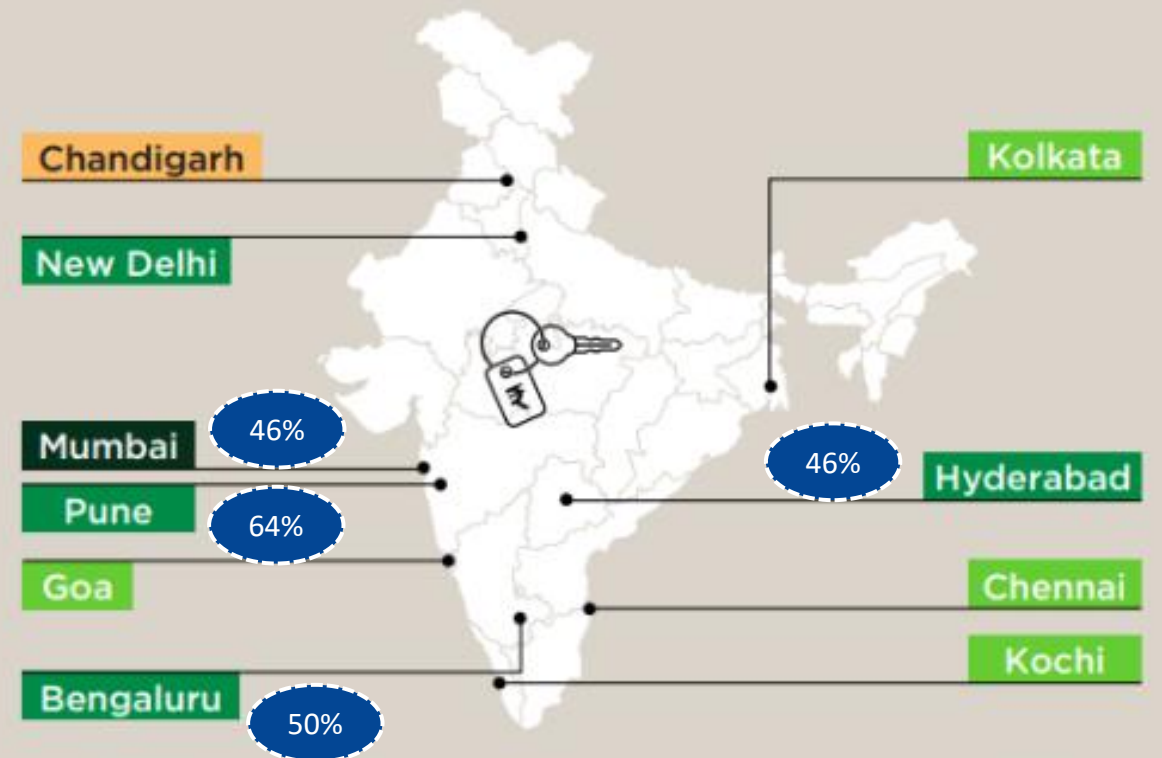 Chandigarh
Kolkata
New Delhi
₹
Mumbai
46%
46%
Hyderabad
Pune
64%
Goa
Chennai
Kochi
Bengaluru
50%